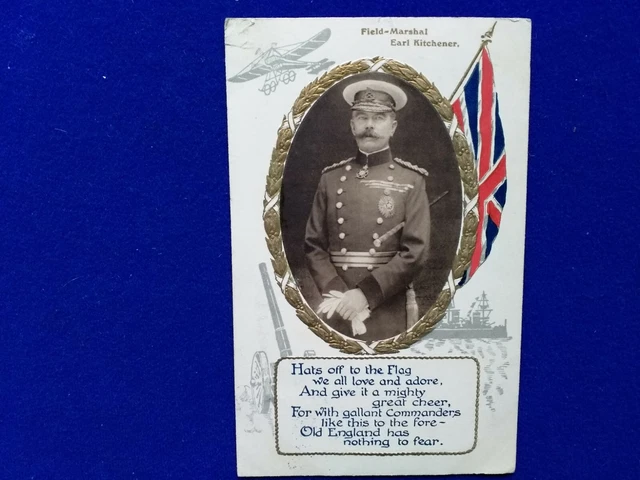 Field-Marshal
Earl Kitchener.
Hats off to the Flag
we all love and adore,
And give it a mighty
great cheer,
For with gallant Commanders
like this to the fore-
Old England has
nothing to fear.